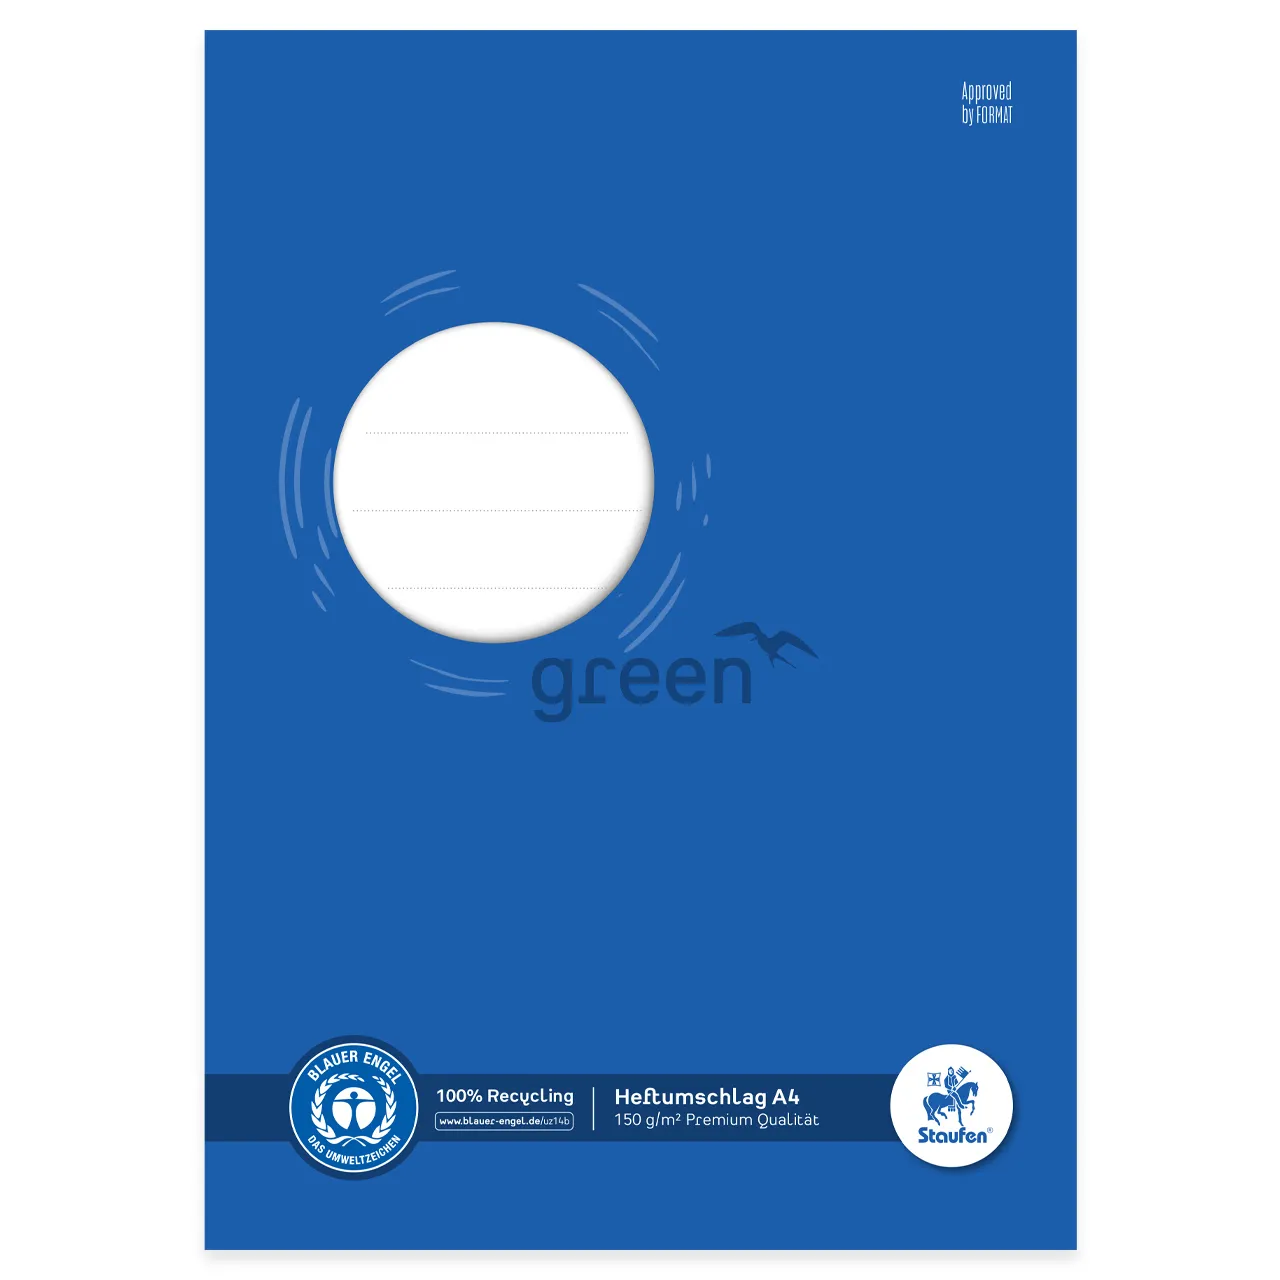 Approved
by FORMAT
green
BLAUER ENGEL
DAS UMWELTZEICHEN
100% Recycling
www.blauer-engel.de/uz14b
Heftumschlag A4
150 g/m² Premium Qualität
Staufen®